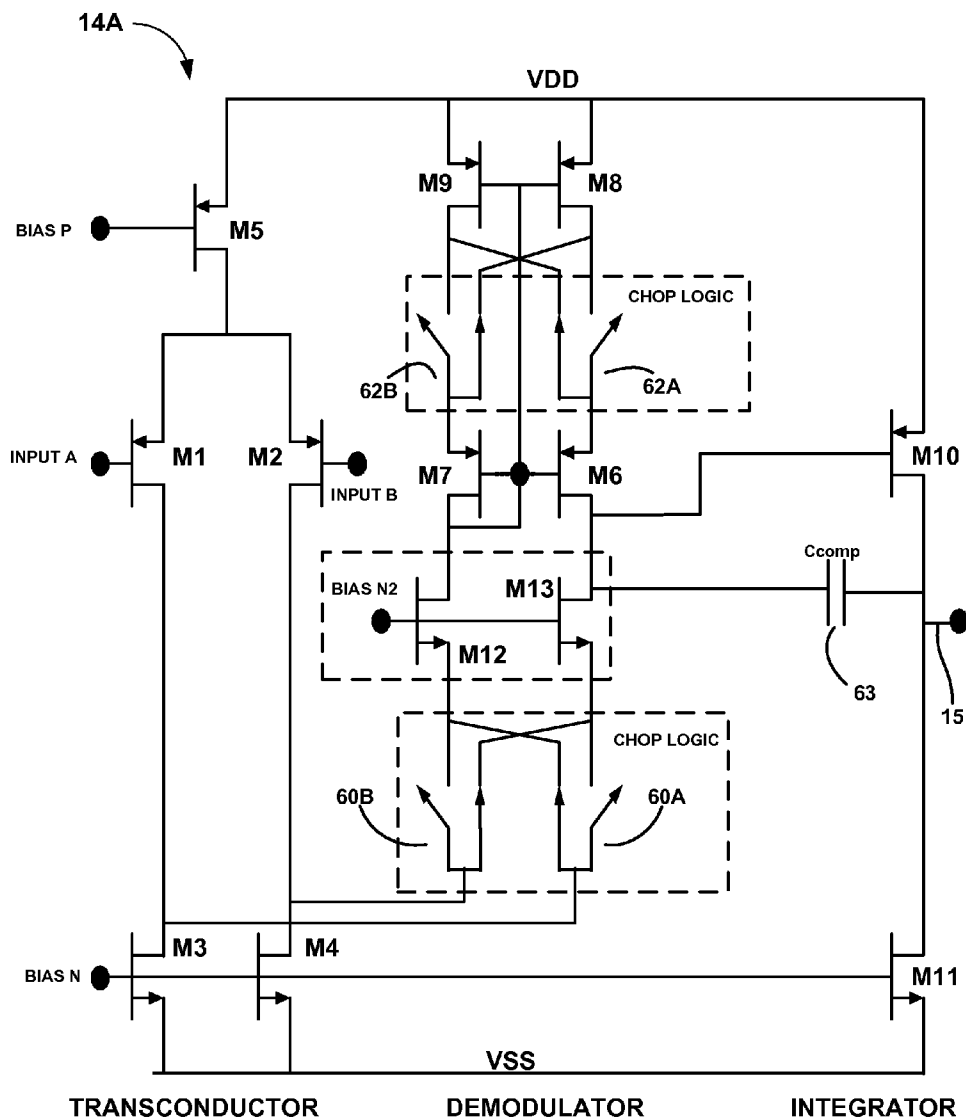 14A
VDD
M9
M8
BIAS P
M5
CHOP LOGIC
62B
62A
INPUT A
M1
M2
INPUT B
M7
M6
M10
Ccomp
BIAS N2
M13
M12
63
15
CHOP LOGIC
60B
60A
M3
M4
BIAS N
M11
VSS
TRANSCONDUCTOR
DEMODULATOR
INTEGRATOR